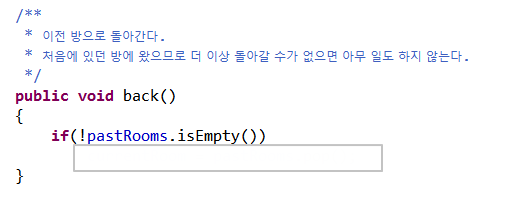 /**
 * 이전 방으로 돌아간다.
 * 처음에 있던 방에 왔으므로 더 이상 돌아갈 수가 없으면 아무 일도 하지 않는다.
 */
public void back()
{
    if(!pastRooms.isEmpty())
}